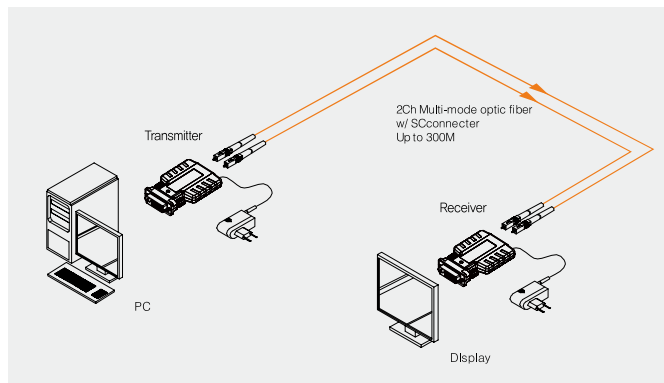 Transmitter
2Ch Multi-mode optic fiber
w/ SCconnecter
Up to 300M
Receiver
PC
DIsplay